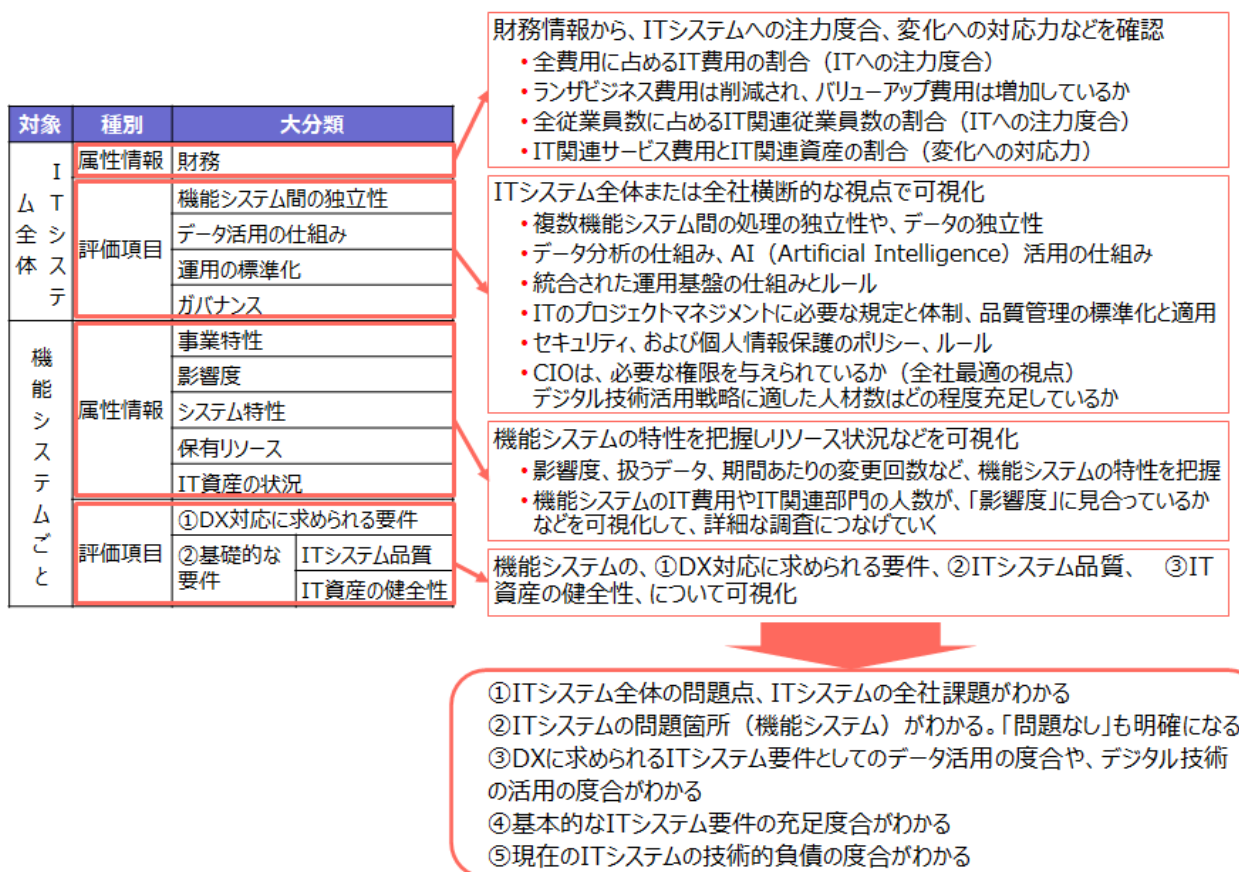 対象 種別 大分類
ITシステム全体
属性情報 財務
評価項目
機能システム間の独立性
データ活用の仕組み
運用の標準化
ガバナンス
機能システムごと
属性情報
事業特性
影響度
システム特性
保有リソース
IT資産の状況
評価項目
①DX対応に求められる要件
②基礎的な
要件
ITシステム品質
IT資産の健全性
財務情報から、ITシステムへの注力度合、変化への対応力などを確認
•全費用に占めるIT費用の割合（ITへの注力度合）
•ランザビジネス費用は削減され、バリューアップ費用は増加しているか
•全従業員数に占めるIT関連従業員数の割合（ITへの注力度合）
•IT関連サービス費用とIT関連資産の割合（変化への対応力）
ITシステム全体または全社横断的な視点で可視化
•複数機能システム間の処理の独立性や、データの独立性
•データ分析の仕組み、AI（Artificial Intelligence）活用の仕組み
•統合された運用基盤の仕組みとルール
•ITのプロジェクトマネジメントに必要な規定と体制、品質管理の標準化と適用
•セキュリティ、および個人情報保護のポリシー、ルール
•CIOは、必要な権限を与えられているか（全社最適の視点）
デジタル技術活用戦略に適した人材数はどの程度充足しているか
機能システムの特性を把握しリソース状況などを可視化
•影響度、扱うデータ、期間あたりの変更回数など、機能システムの特性を把握
•機能システムのIT費用やIT関連部門の人数が、「影響度」に見合っているか
などを可視化して、詳細な調査につなげていく
機能システムの、①DX対応に求められる要件、②ITシステム品質、 ③IT
資産の健全性、について可視化
①ITシステム全体の問題点、ITシステムの全社課題がわかる
②ITシステムの問題箇所（機能システム）がわかる。「問題なし」も明確になる
③DXに求められるITシステム要件としてのデータ活用の度合や、デジタル技術
の活用の度合がわかる
④基本的なITシステム要件の充足度合がわかる
⑤現在のITシステムの技術的負債の度合がわかる